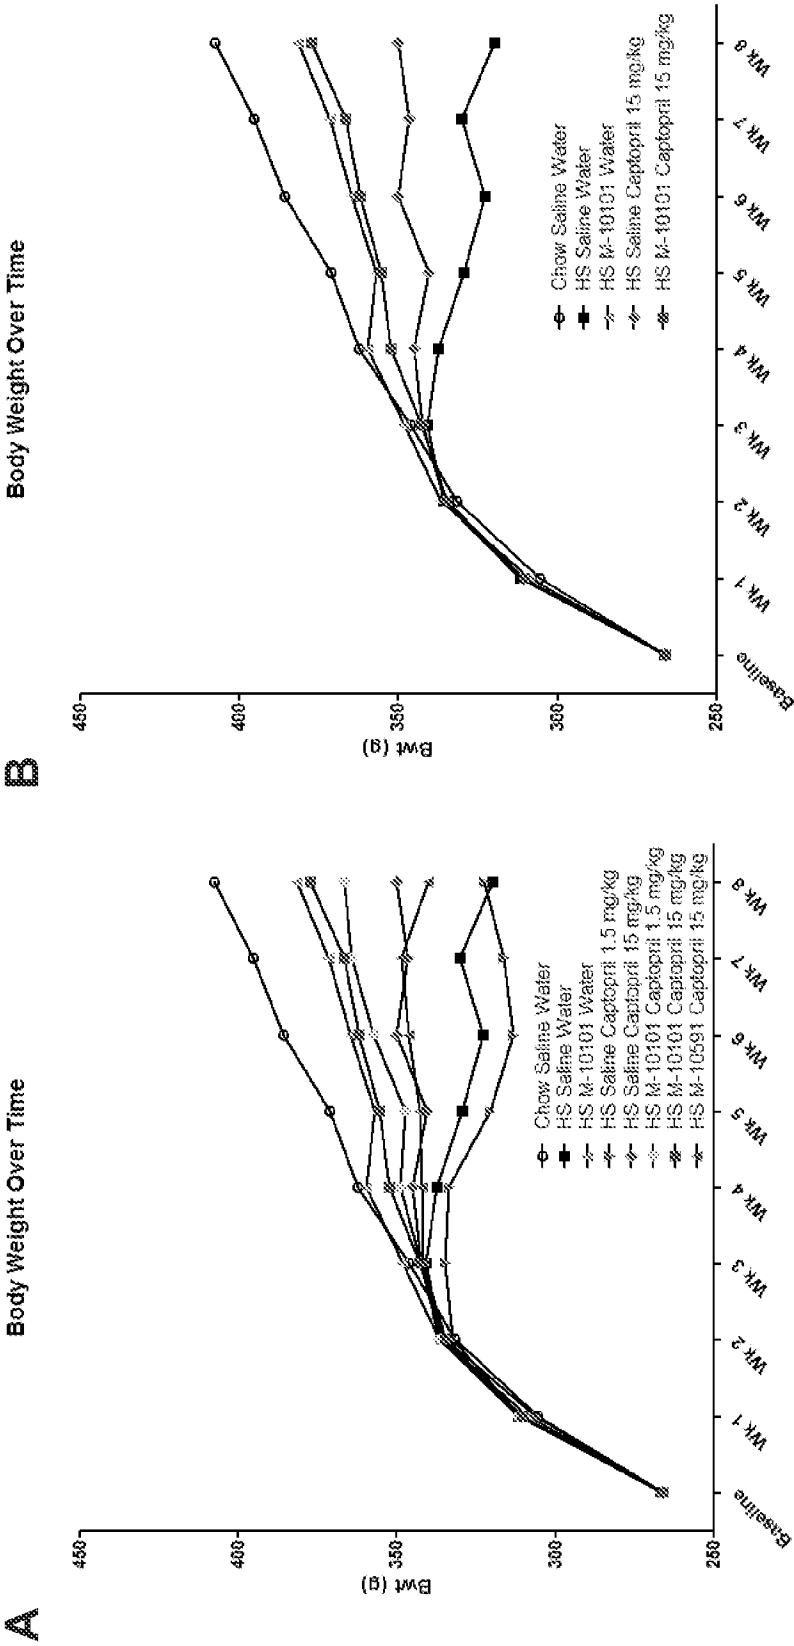 A
Body Weight Over Time
Bwt (g)
450
400
350
300
250
Baseline
Wk 1
Wk 2
Wk 3
Wk 4
Wk 5
Wk 6
Wk 7
Wk 8
Chow Saline Water
HS Saline Water
HS M-10101 Water
HS Saline Captopril 1.5 mg/kg
HS Saline Captopril 15 mg/kg
HS M-10101 Captopril 1.5 mg/kg
HS M-10101 Captopril 15 mg/kg
HS M-10591 Captopril 15 mg/kg
B
Body Weight Over Time
Bwt (g)
450
400
350
300
250
Baseline
Wk 1
Wk 2
Wk 3
Wk 4
Wk 5
Wk 6
Wk 7
Wk 8
Chow Saline Water
HS Saline Water
HS M-10101 Water
HS Saline Captopril 15 mg/kg
HS M-10101 Captopril 15 mg/kg